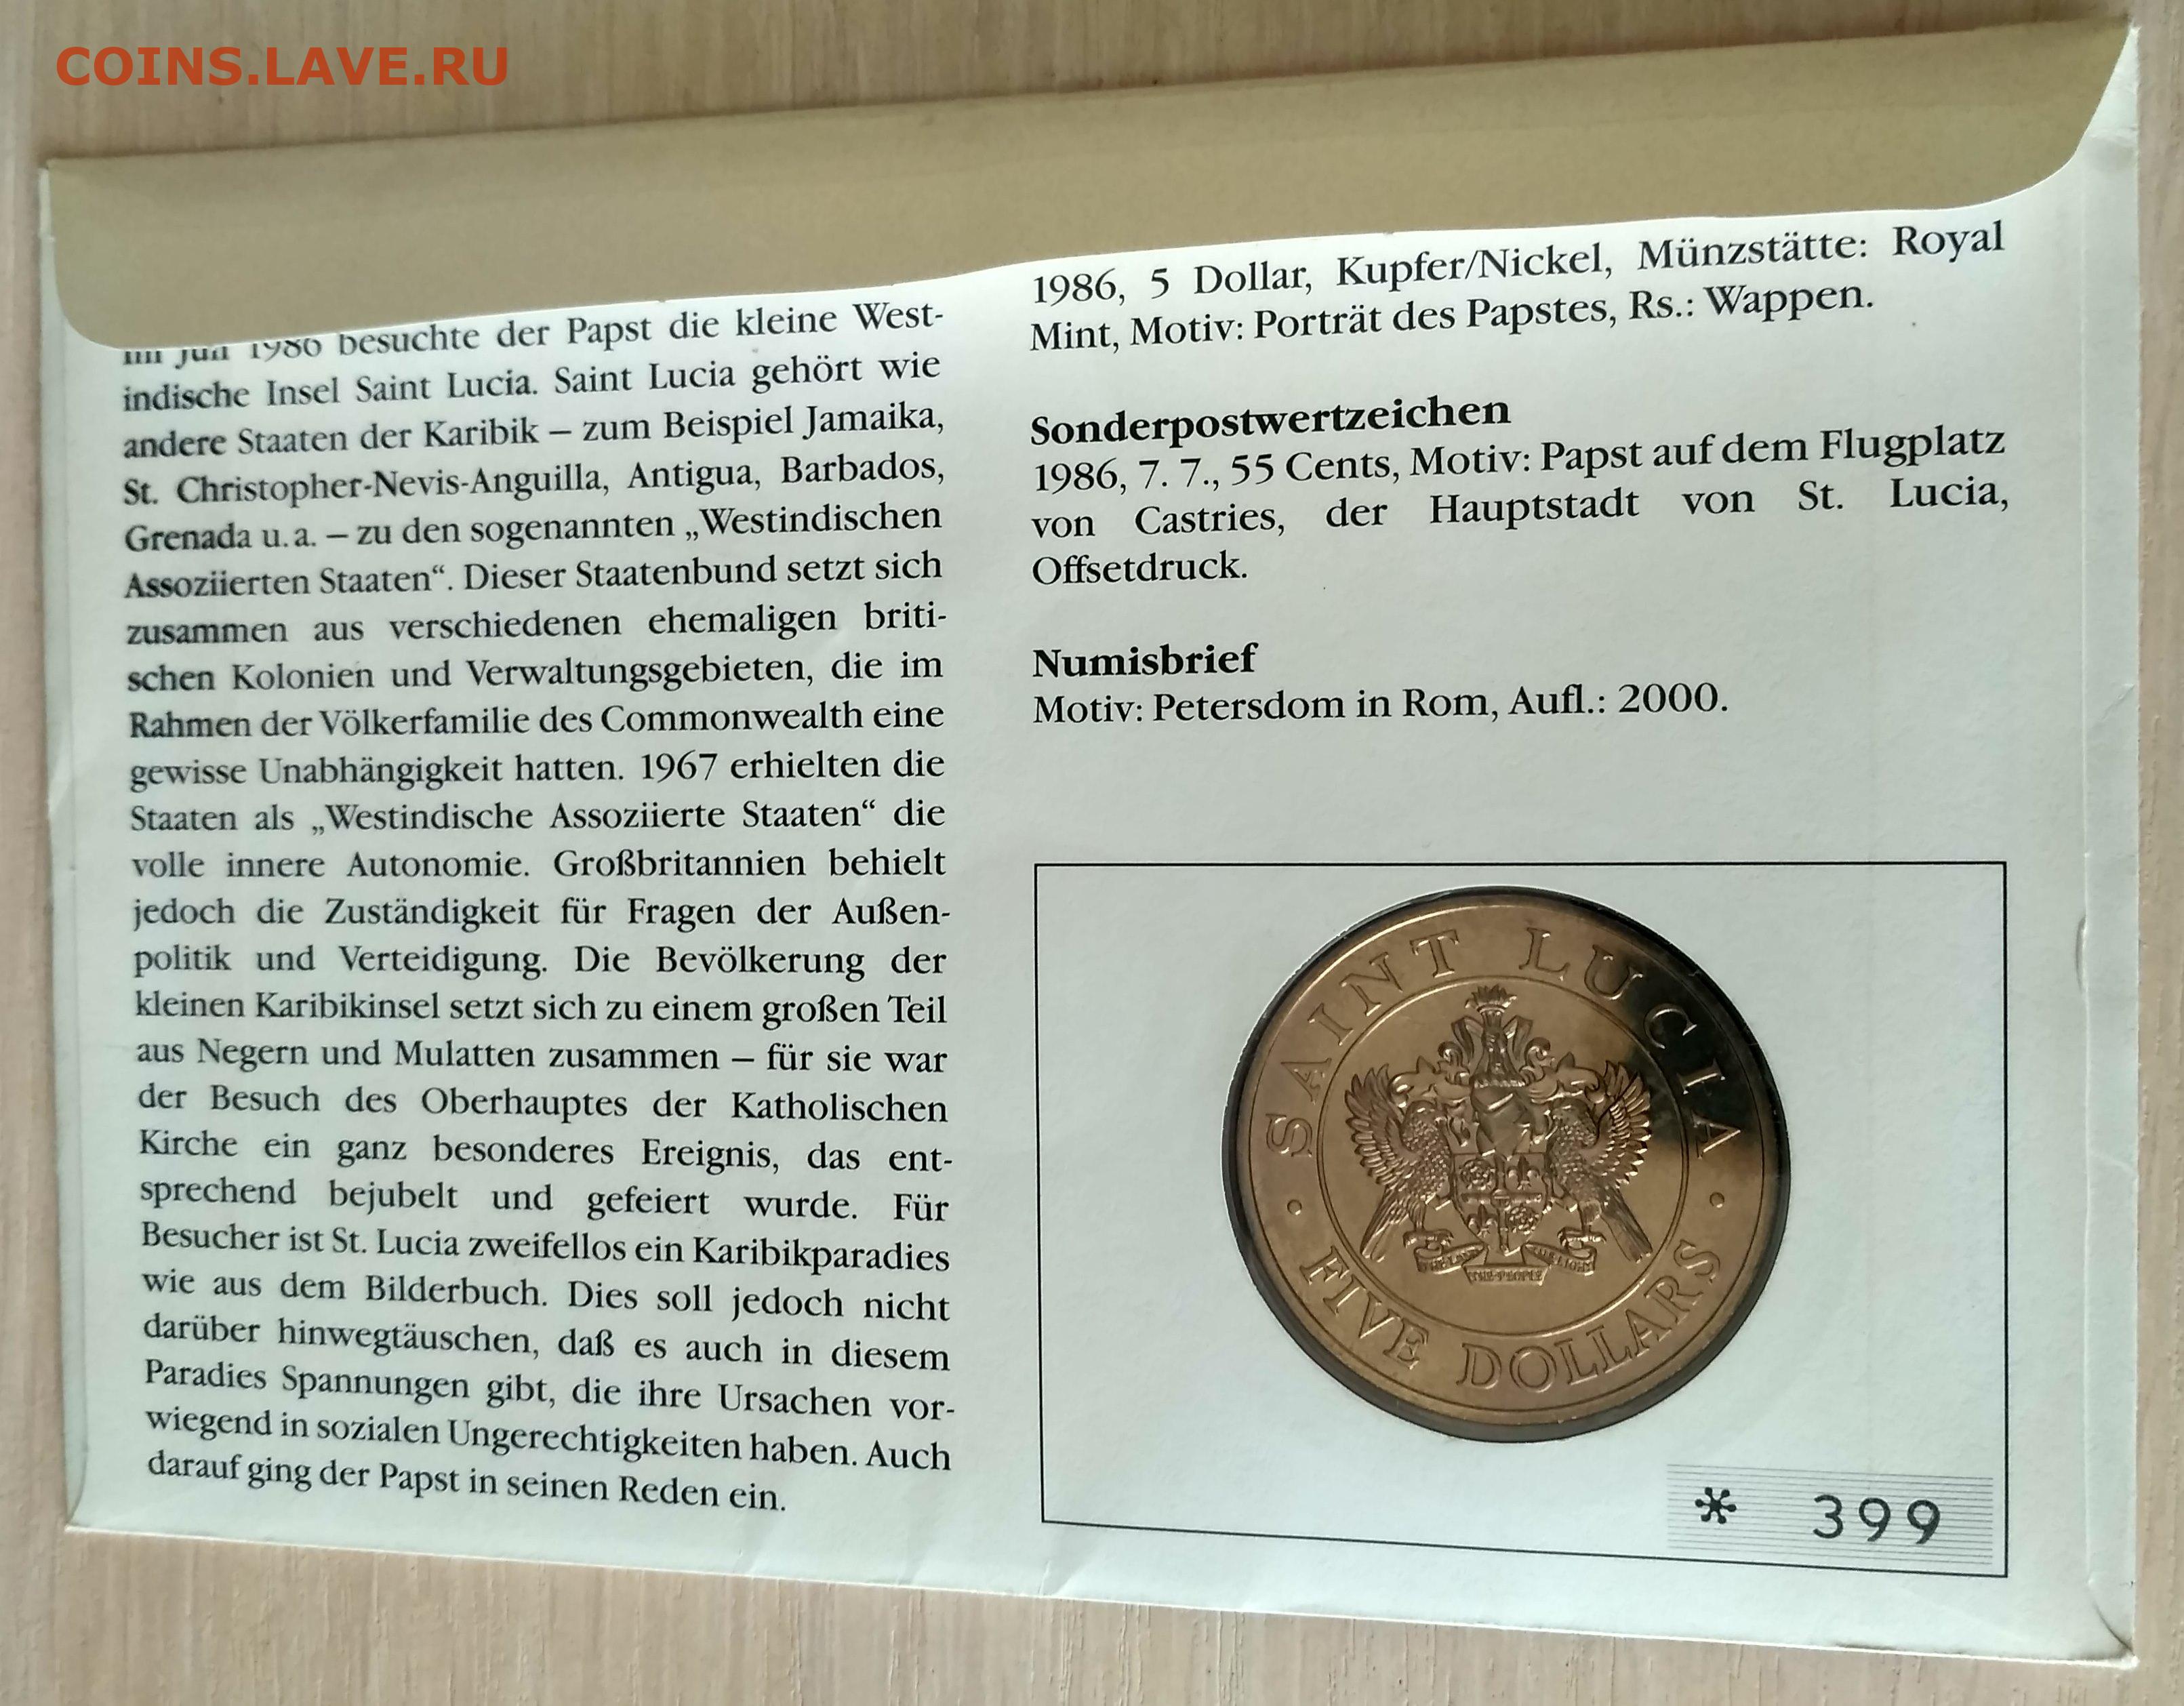 COINS.LAVE.RU
im Juli 1986 besuchte der Papst die kleine West-
indische Insel Saint Lucia. Saint Lucia gehört wie
andere Staaten der Karibik – zum Beispiel Jamaika,
St. Christopher-Nevis-Anguilla, Antigua, Barbados,
Grenada u. a. – zu den sogenannten „Westindischen
Assoziierten Staaten“. Dieser Staatenbund setzt sich
zusammen aus verschiedenen ehemaligen briti-
schen Kolonien und Verwaltungsgebieten, die im
Rahmen der Völkerfamilie des Commonwealth eine
gewisse Unabhängigkeit hatten. 1967 erhielten die
Staaten als „Westindische Assoziierte Staaten“ die
volle innere Autonomie. Großbritannien behielt
jedoch die Zuständigkeit für Fragen der Außen-
politik und Verteidigung. Die Bevölkerung der
kleinen Karibikinsel setzt sich zu einem großen Teil
aus Negern und Mulatten zusammen – für sie war
der Besuch des Oberhauptes der Katholischen
Kirche ein ganz besonderes Ereignis, das ent-
sprechend bejubelt und gefeiert wurde. Für
Besucher ist St. Lucia zweifellos ein Karibikparadies
wie aus dem Bilderbuch. Dies soll jedoch nicht
darüber hinwegtäuschen, daß es auch in diesem
Paradies Spannungen gibt, die ihre Ursachen vor-
wiegend in sozialen Ungerechtigkeiten haben. Auch
darauf ging der Papst in seinen Reden ein.
1986, 5 Dollar, Kupfer/Nickel, Münzstätte: Royal
Mint, Motiv: Porträt des Papstes, Rs.: Wappen.
Sonderpostwertzeichen
1986, 7. 7., 55 Cents, Motiv: Papst auf dem Flugplatz
von Castries, der Hauptstadt von St. Lucia,
Offsetdruck.
Numisbrief
Motiv: Petersdom in Rom, Aufl.: 2000.
SAINT LUCIA
THE LAND
THE PEOPLE
THE LIGHT
• FIVE DOLLARS •
* 399